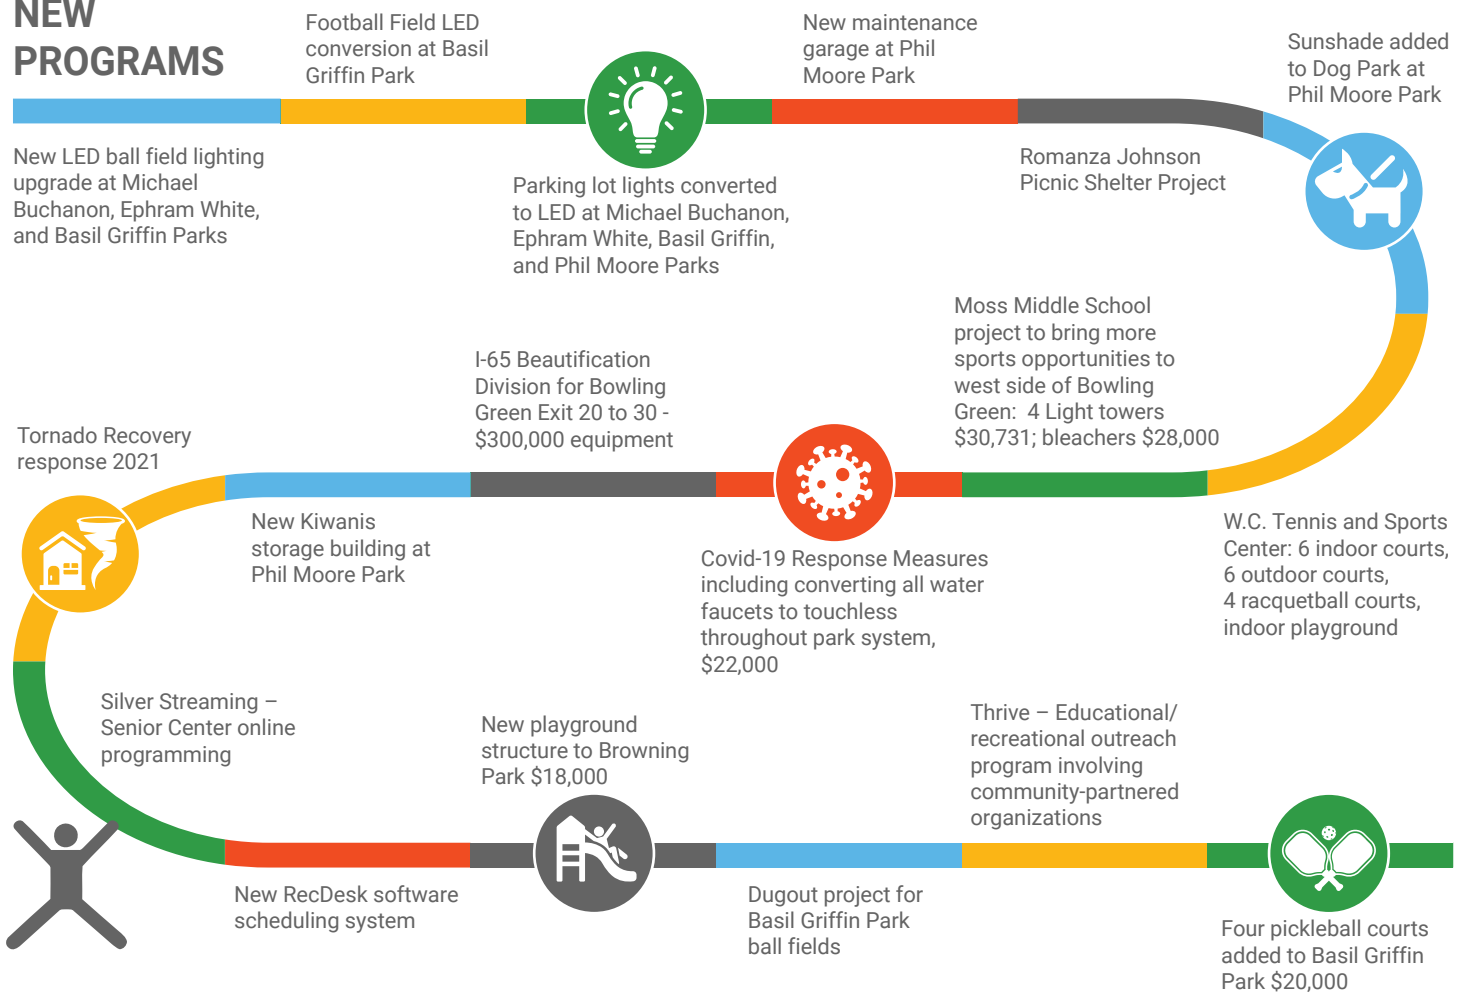 NEW
PROGRAMS
New LED ball field lighting
upgrade at Michael
Buchanon, Ephram White,
and Basil Griffin Parks
Football Field LED
conversion at Basil
Griffin Park
Parking lot lights converted
to LED at Michael Buchanon,
Ephram White, Basil Griffin,
and Phil Moore Parks
New maintenance
garage at Phil
Moore Park
Romanza Johnson
Picnic Shelter Project
Sunshade added
to Dog Park at
Phil Moore Park
W.C. Tennis and Sports
Center: 6 indoor courts,
6 outdoor courts,
4 racquetball courts,
indoor playground
Moss Middle School
project to bring more
sports opportunities to
west side of Bowling
Green:  4 Light towers
$30,731; bleachers $28,000
Covid-19 Response Measures
including converting all water
faucets to touchless
throughout park system,
$22,000
I-65 Beautification
Division for Bowling
Green Exit 20 to 30 -
$300,000 equipment
New Kiwanis
storage building at
Phil Moore Park
Tornado Recovery
response 2021
Silver Streaming –
Senior Center online
programming
New RecDesk software
scheduling system
New playground
structure to Browning
Park $18,000
Dugout project for
Basil Griffin Park
ball fields
Thrive – Educational/
recreational outreach
program involving
community-partnered
organizations
Four pickleball courts
added to Basil Griffin
Park $20,000